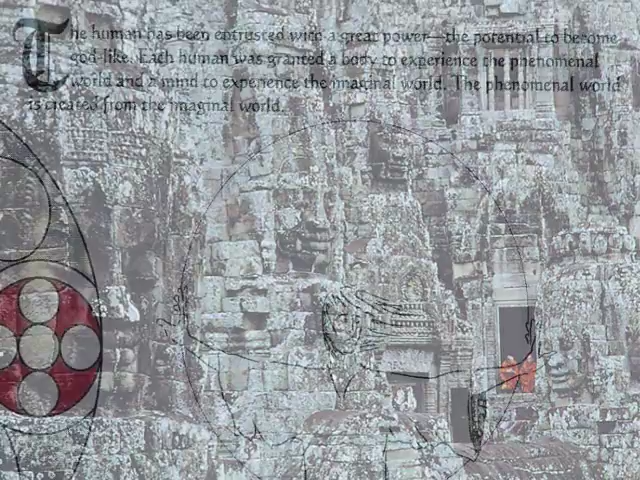 The human has been entrusted with a great power—the potential to become
god-like. Each human was granted a body to experience the phenomenal
world and a mind to experience the imaginal world. The phenomenal world
is created from the imaginal world.